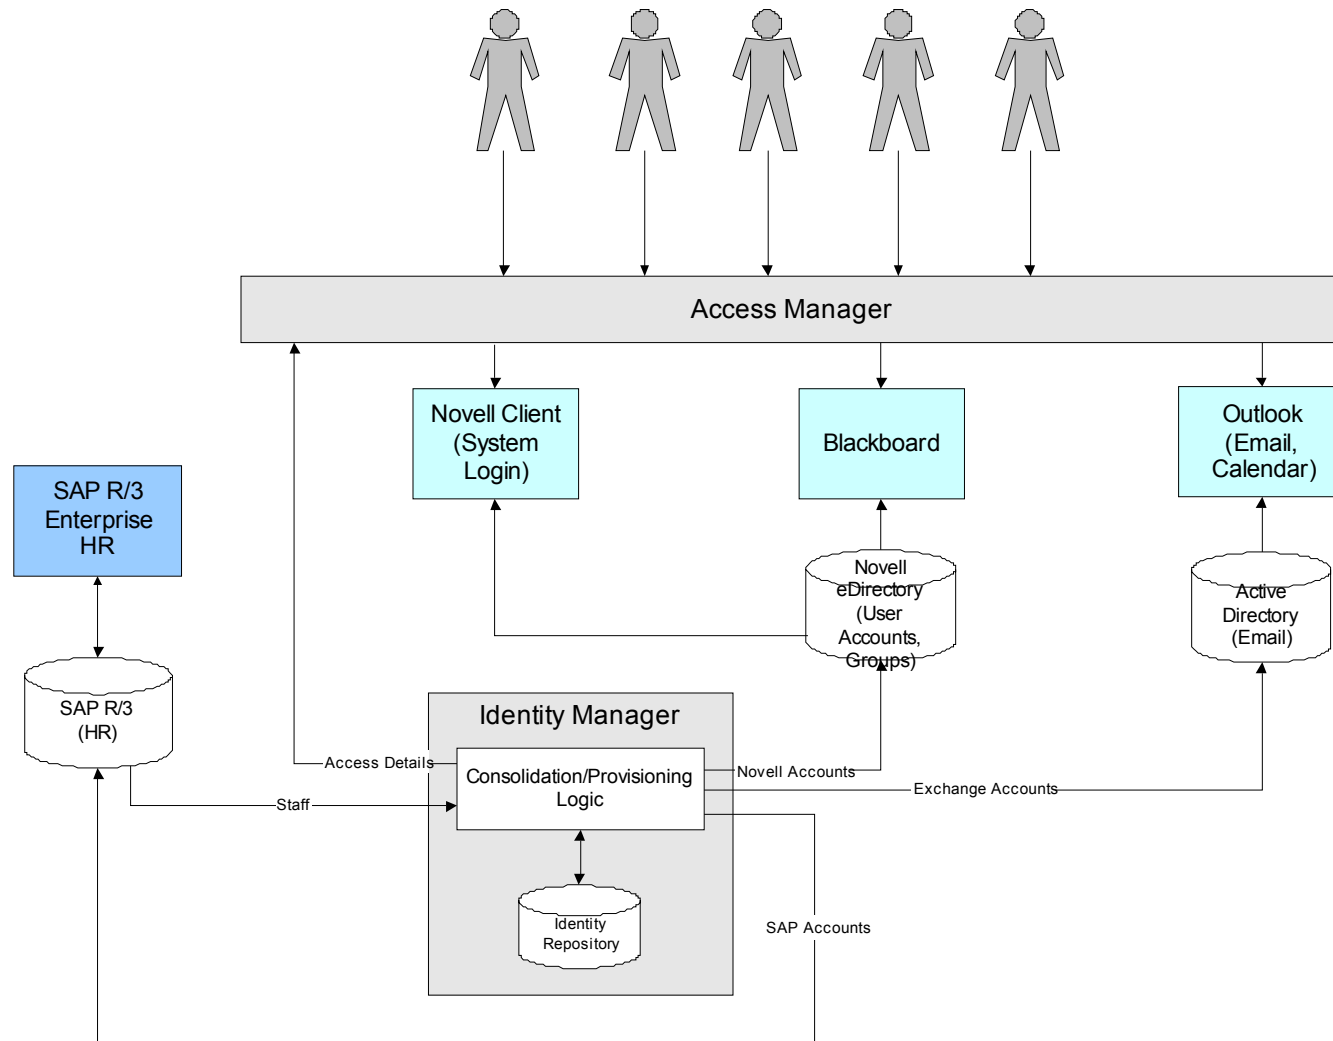 Access Manager
Novell Client
(System
Login)
Blackboard
Outlook
(Email,
Calendar)
SAP R/3
Enterprise
HR
Novell
eDirectory
(User
Accounts,
Groups)
Active
Directory
(Email)
SAP R/3
(HR)
Identity Manager
Access Details
Consolidation/Provisioning
Logic
Novell Accounts
Exchange Accounts
Staff
Identity
Repository
SAP Accounts